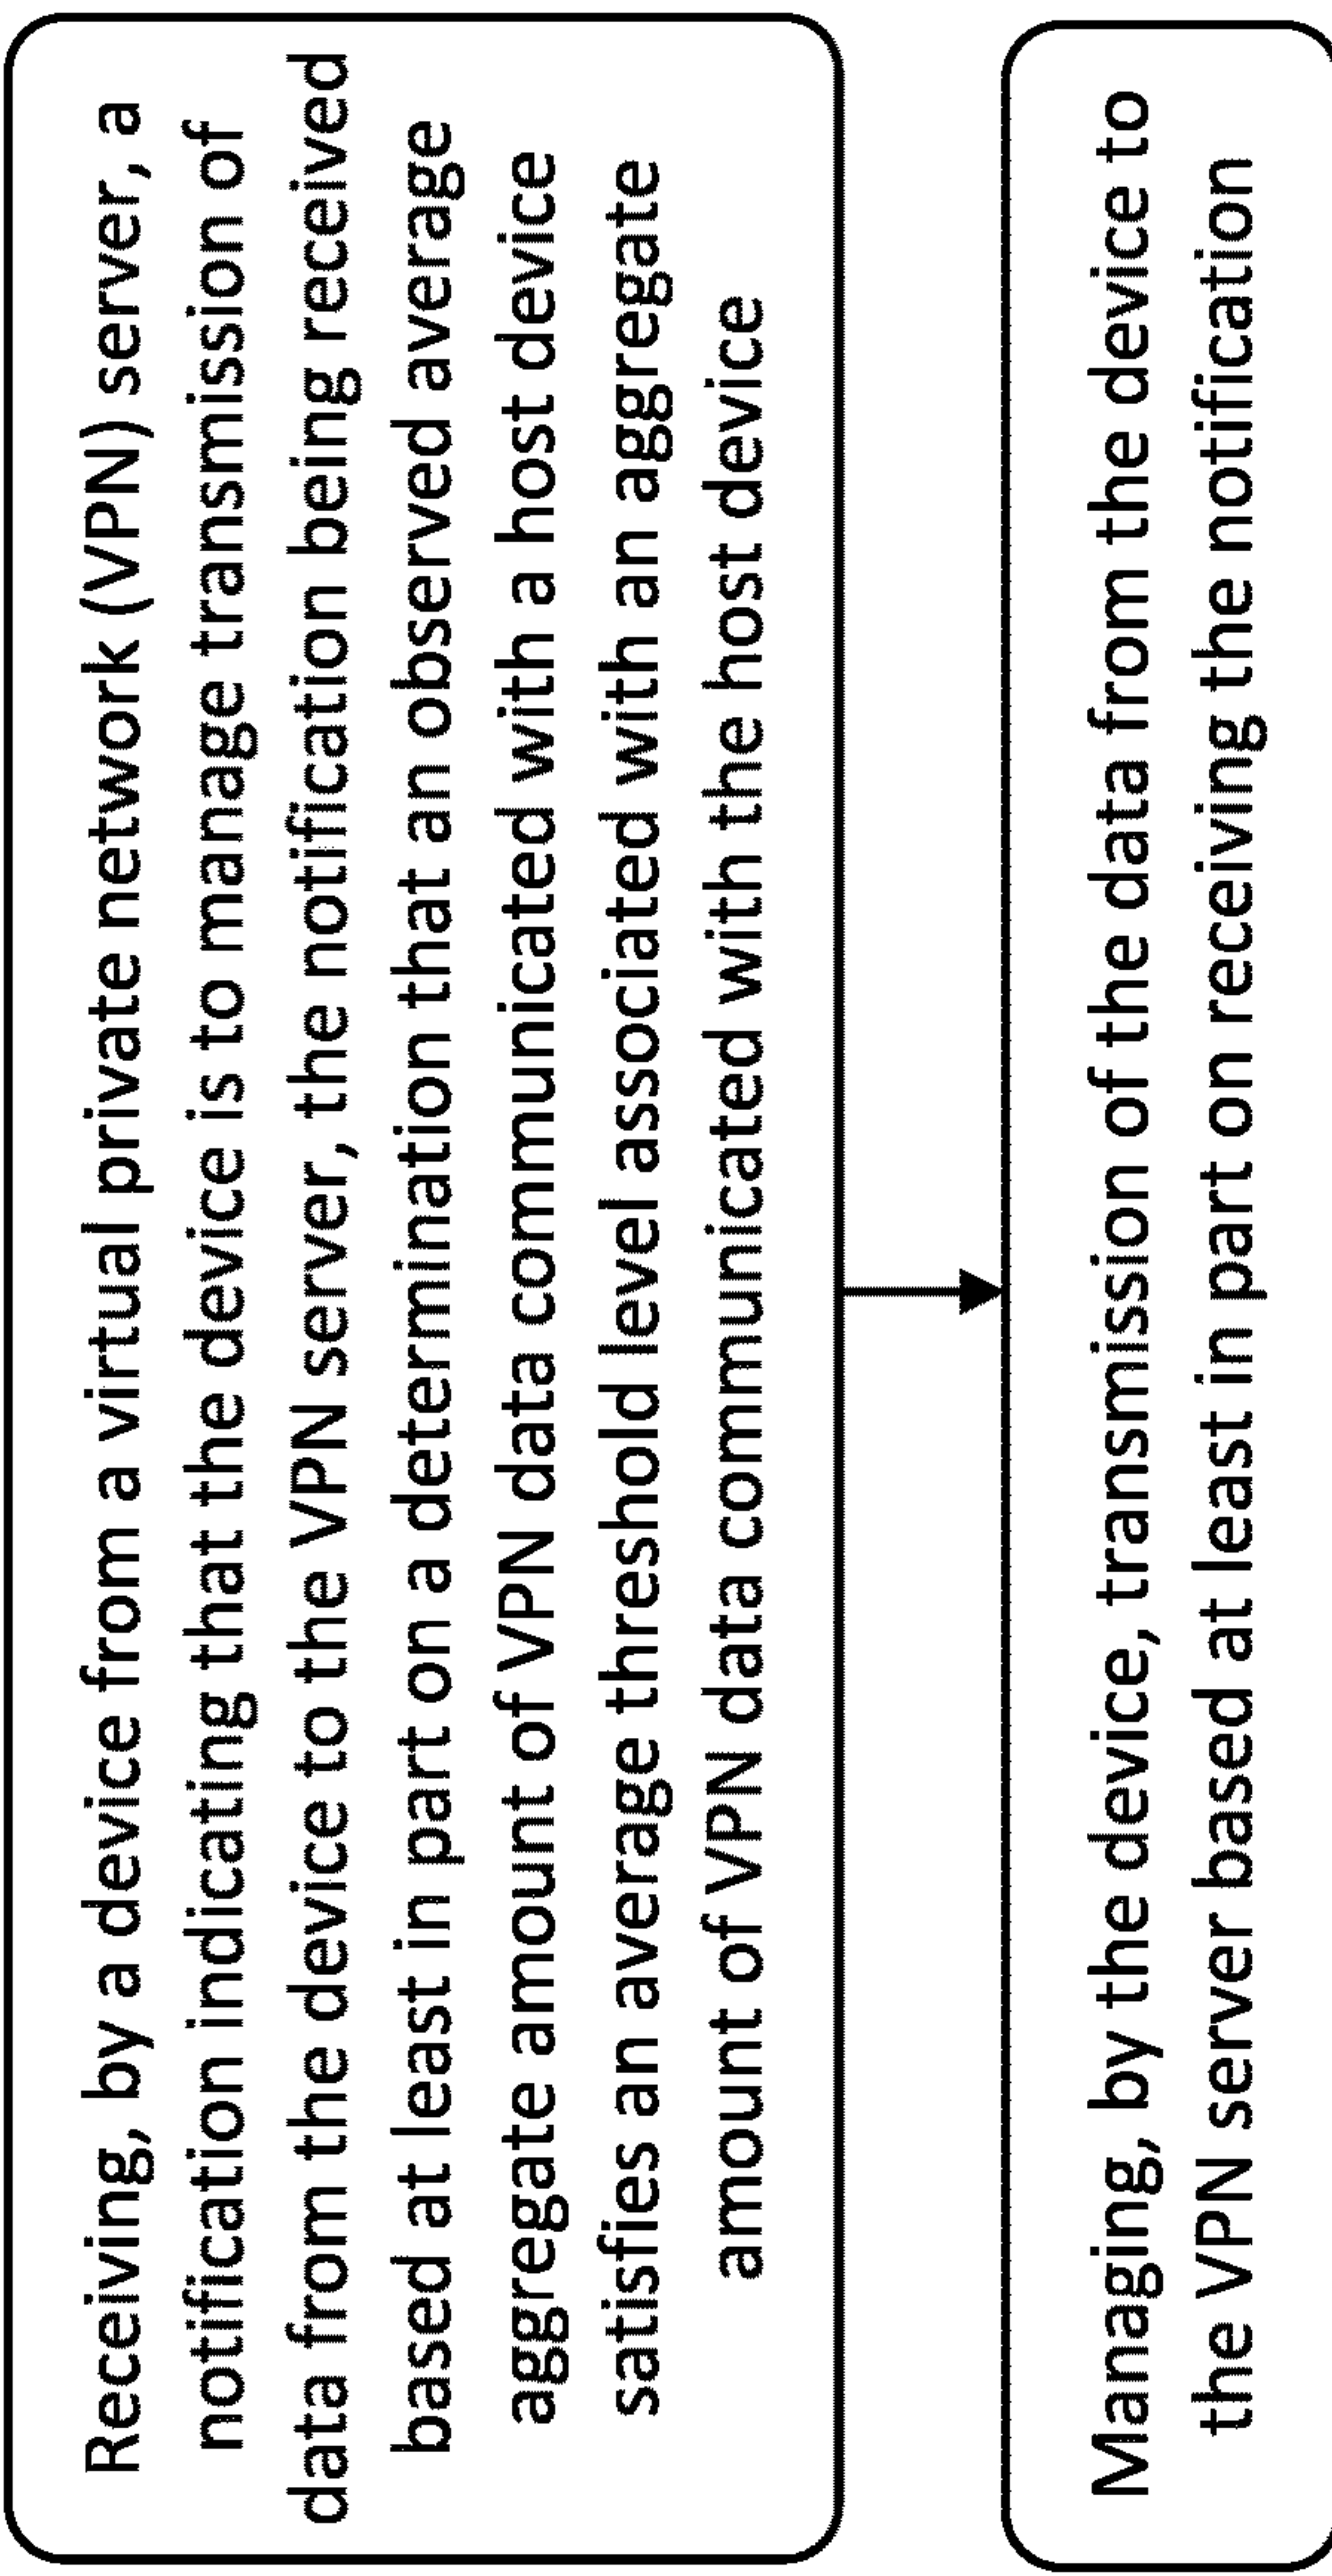 Receiving, by a device from a virtual private network (VPN) server, a
notification indicating that the device is to manage transmission of
data from the device to the VPN server, the notification being received
based at least in part on a determination that an observed average
aggregate amount of VPN data communicated with a host device
satisfies an average threshold level associated with an aggregate
amount of VPN data communicated with the host device
Managing, by the device, transmission of the data from the device to
the VPN server based at least in part on receiving the notification